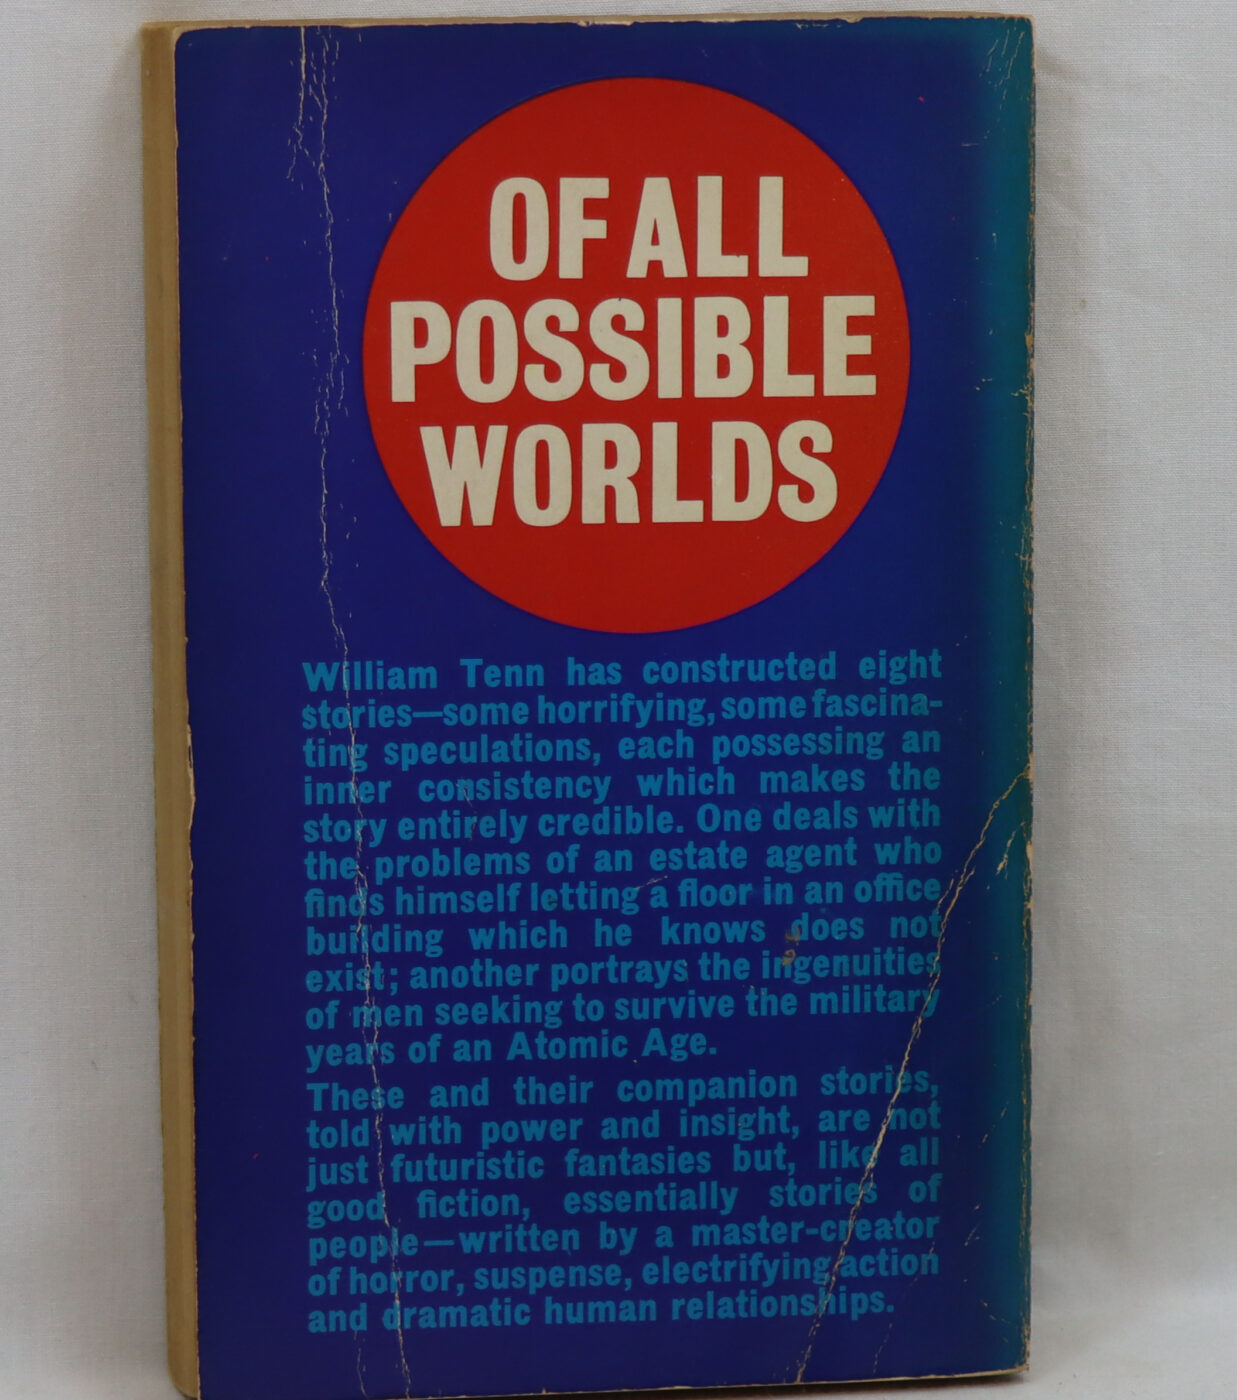 OF ALL
POSSIBLE
WORLDS
William Tenn has constructed eight
stories—some horrifying, some fascina-
ting speculations, each possessing an
inner consistency which makes the
story entirely credible. One deals with
the problems of an estate agent who
finds himself letting a floor in an office
building which he knows does not
exist; another portrays the ingenuities
of men seeking to survive the military
years of an Atomic Age.
These and their companion stories,
told with power and insight, are not
just futuristic fantasies but, like all
good fiction, essentially stories of
people—written by a master-creator
of horror, suspense, electrifying action
and dramatic human relationships.